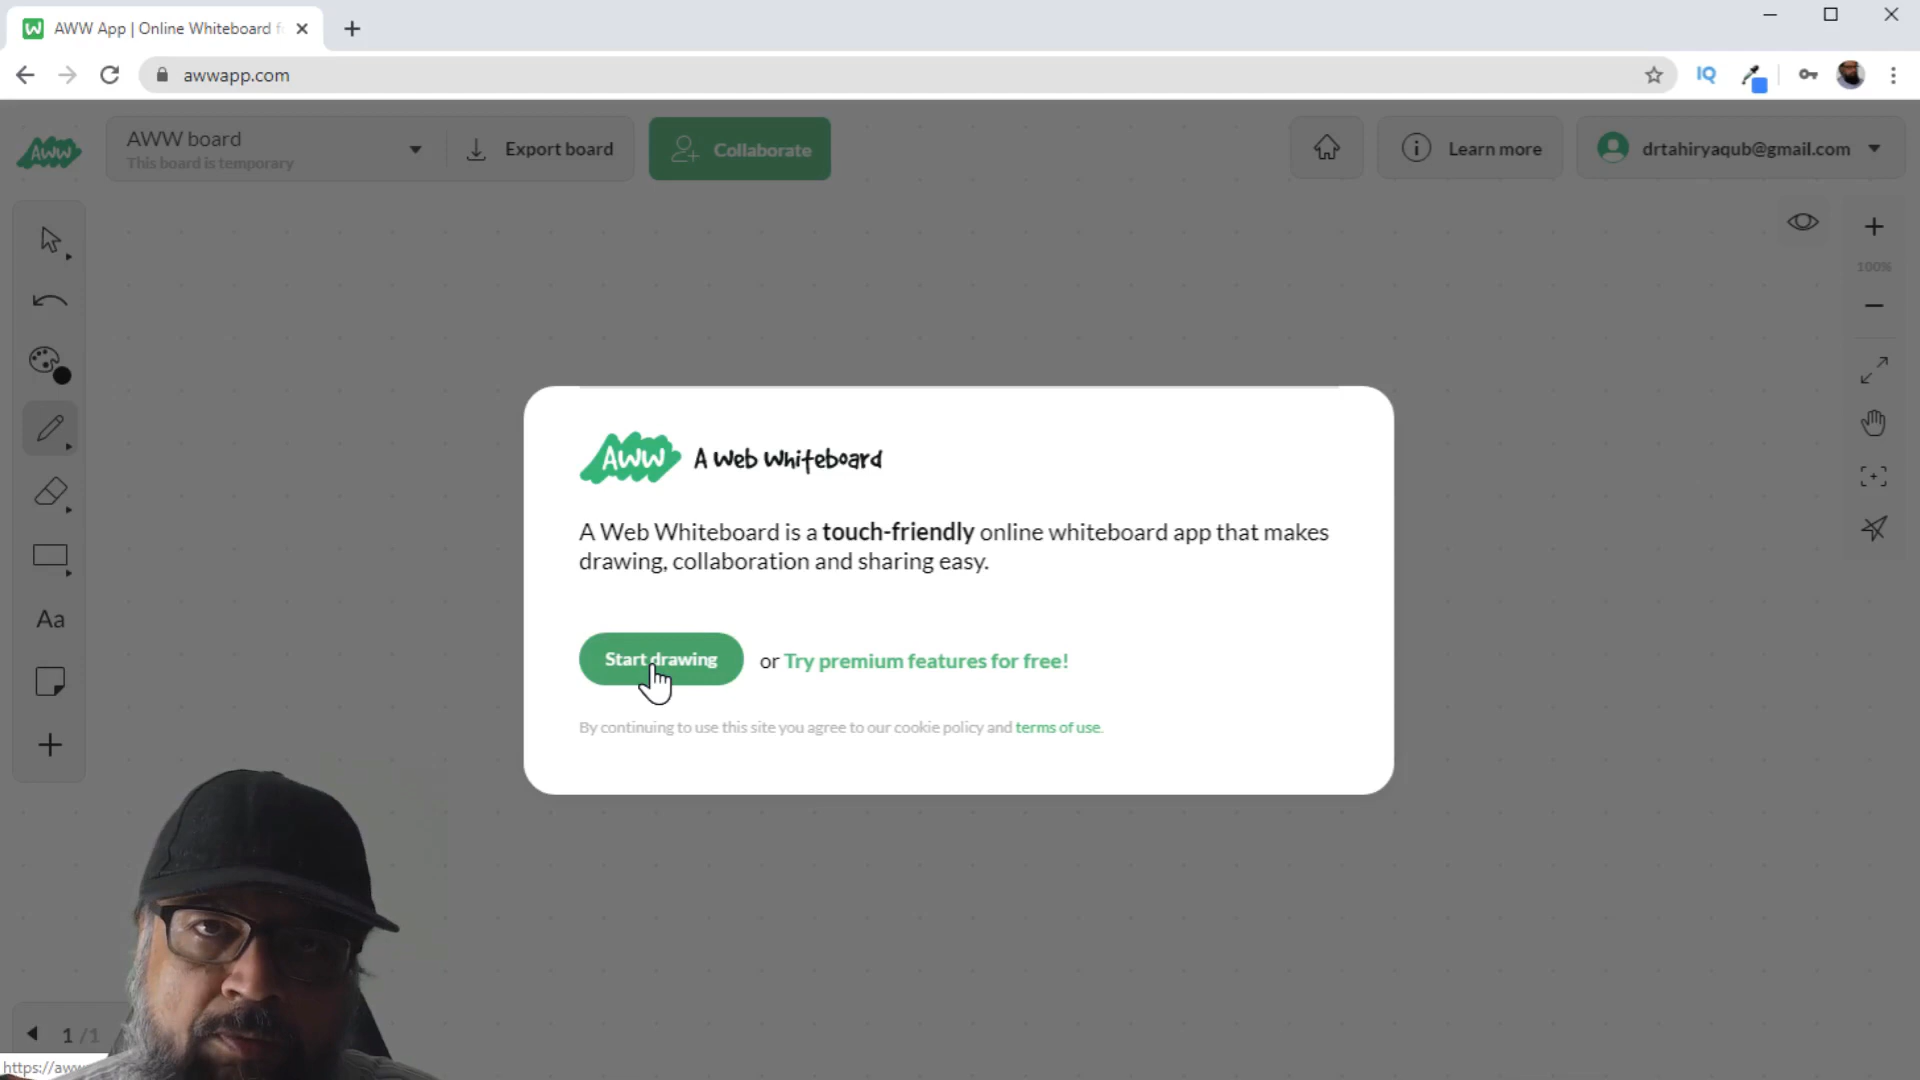 AWW App | Online Whiteboard f
awwapp.com
IQ
AWW
AWW board
This board is temporary
Export board
Collaborate
Learn more
drtahiryaqub@gmail.com
100%
Aa
AWW A Web Whiteboard
A Web Whiteboard is a touch-friendly online whiteboard app that makes
drawing, collaboration and sharing easy.
Start drawing or Try premium features for free!
By continuing to use this site you agree to our cookie policy and terms of use.
1 / 1
https://aww